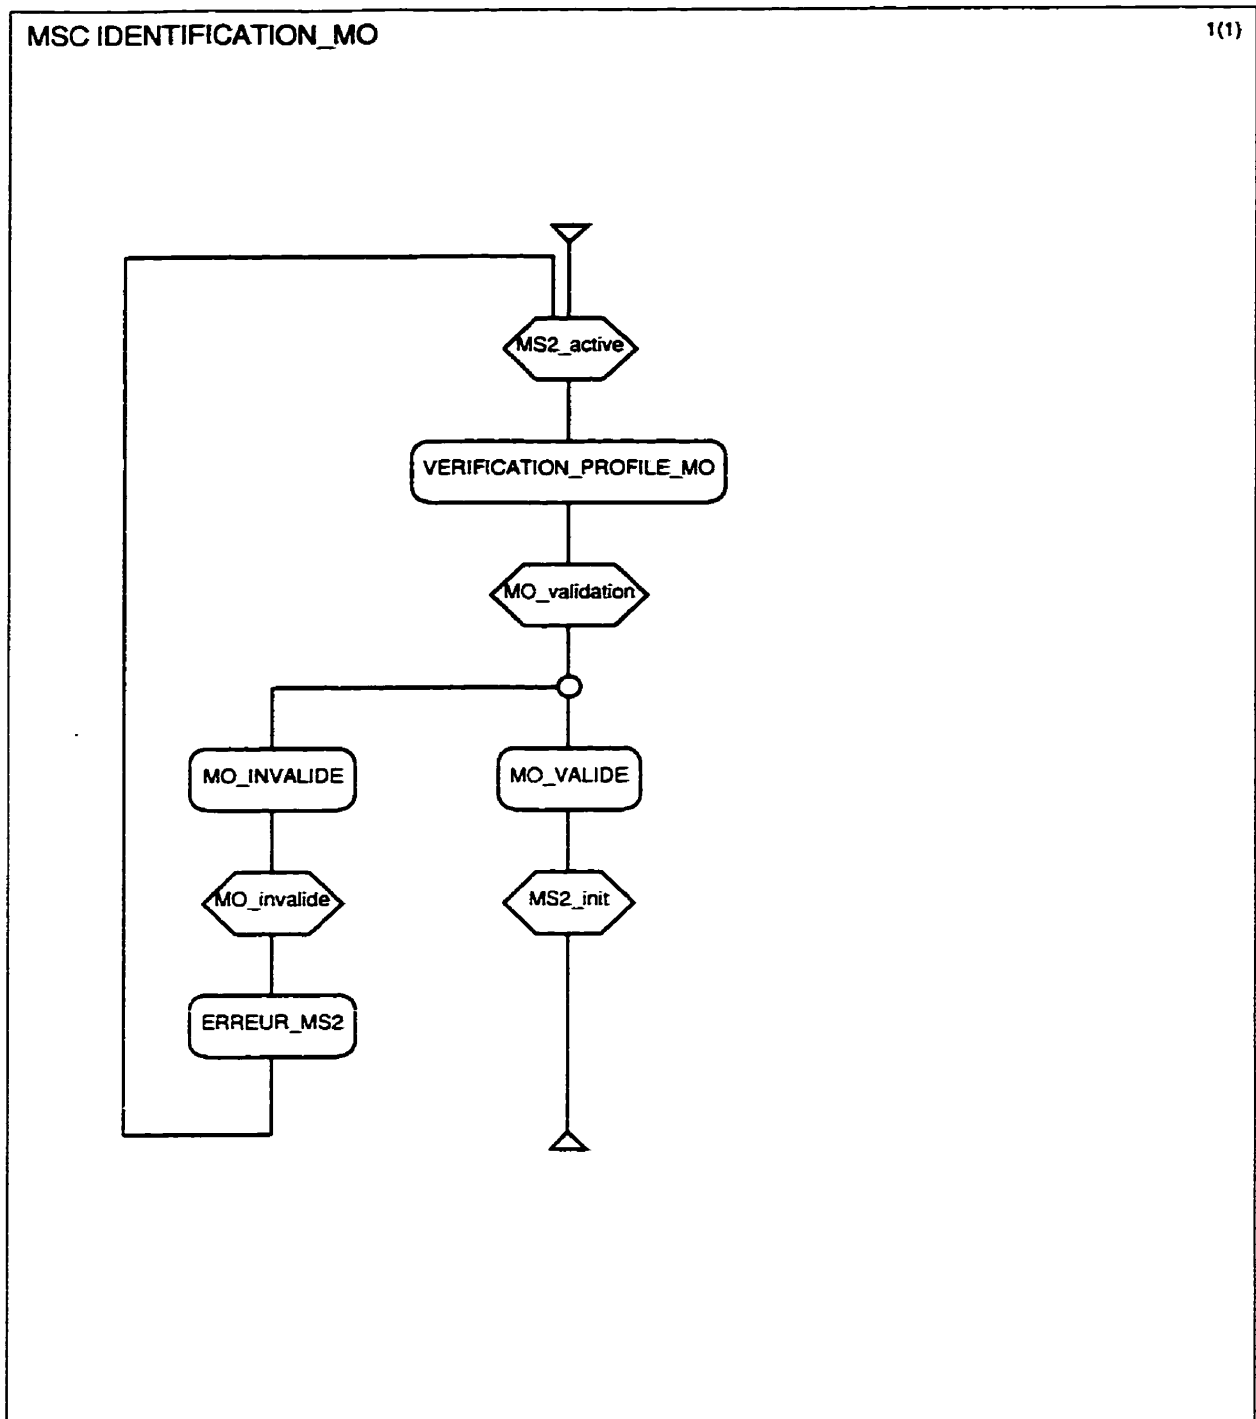 MSC IDENTIFICATION_MO
1(1)
MS2_active
VERIFICATION_PROFILE_MO
MO_validation
MO_INVALIDE
MO_VALIDE
MO_invalide
MS2_init
ERREUR_MS2